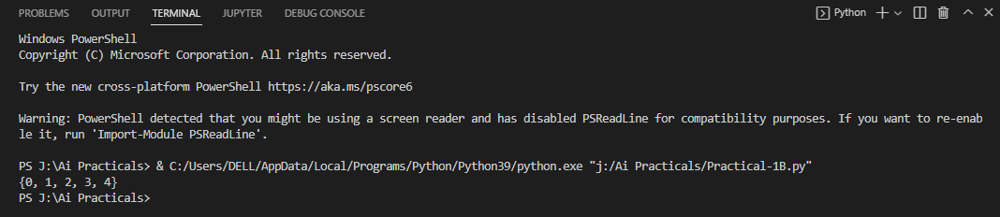 PROBLEMS OUTPUT TERMINAL JUPYTER DEBUG CONSOLE Python
Windows PowerShell
Copyright (C) Microsoft Corporation. All rights reserved.
Try the new cross-platform PowerShell https://aka.ms/pscore6
Warning: PowerShell detected that you might be using a screen reader and has disabled PSReadLine for compatibility purposes. If you want to re-enab
le it, run 'Import-Module PSReadLine'.
PS J:\Ai Practicals> & C:/Users/DELL/AppData/Local/Programs/Python/Python39/python.exe "j:/Ai Practicals/Practical-1B.py"
{0, 1, 2, 3, 4}
PS J:\Ai Practicals>